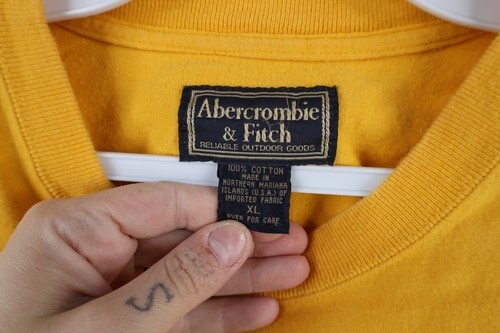 Abercrombie
& Fitch
RELIABLE OUTDOOR GOODS
100% COTTON
MADE IN
NORTHERN MARIANA
ISLANDS (U.S.A.) OF
IMPORTED FABRIC
XL
OVER FOR CARE
S